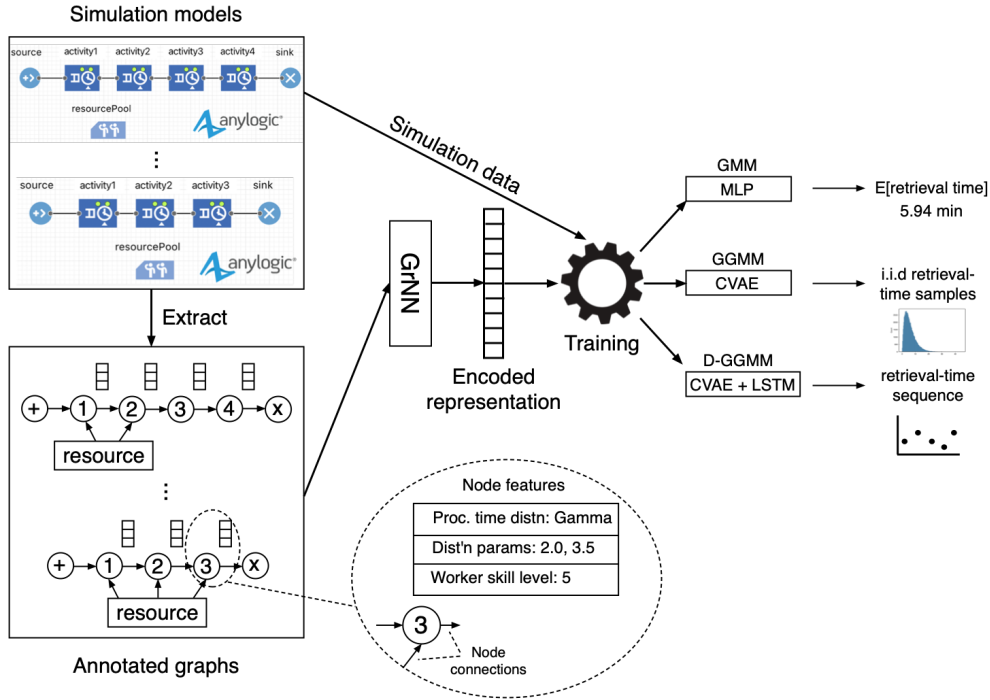 Simulation models
source activity1 activity2 activity3 activity4 sink
resourcePool
anylogic®
source activity1 activity2 activity3 sink
resourcePool
anylogic®
Extract
+ 1 2 3 4 x
resource
+ 1 2 3 x
resource
Annotated graphs
Simulation data
GrNN
Encoded
representation
Training
GMM
MLP
E[retrieval time]
5.94 min
GGMM
CVAE
i.i.d retrieval-
time samples
D-GGMM
CVAE + LSTM
retrieval-time
sequence
Node features
Proc. time distn: Gamma
Dist'n params: 2.0, 3.5
Worker skill level: 5
3
Node
connections